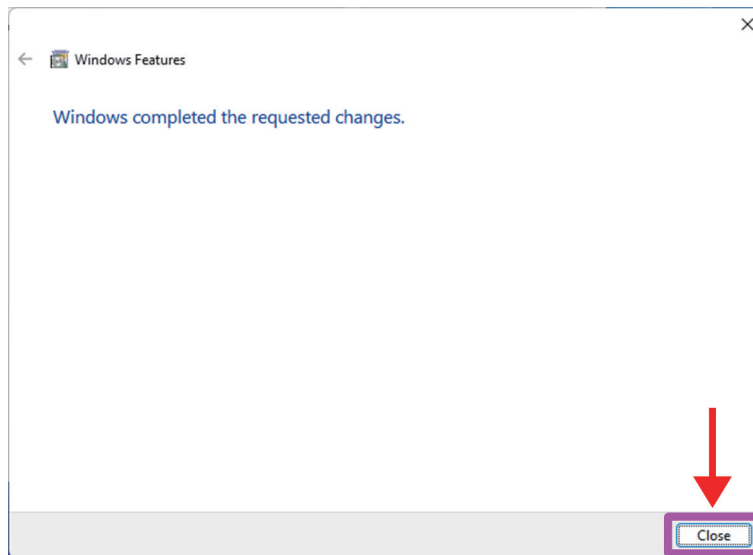 Windows Features
Windows completed the requested changes.
Close